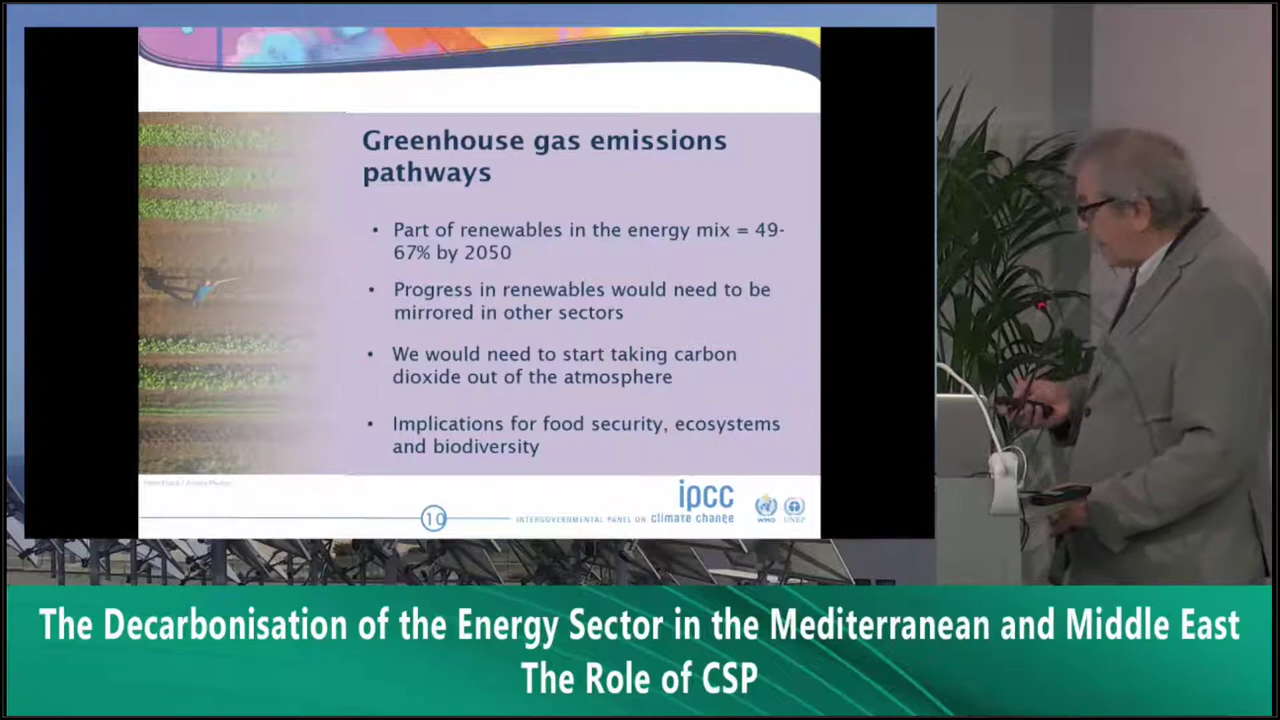 Greenhouse gas emissions
pathways
• Part of renewables in the energy mix = 49-
67% by 2050
• Progress in renewables would need to be
mirrored in other sectors
• We would need to start taking carbon
dioxide out of the atmosphere
• Implications for food security, ecosystems
and biodiversity
10
INTERGOVERNMENTAL PANEL ON climate change
ipcc
WMO
UNEP
The Decarbonisation of the Energy Sector in the Mediterranean and Middle East
The Role of CSP